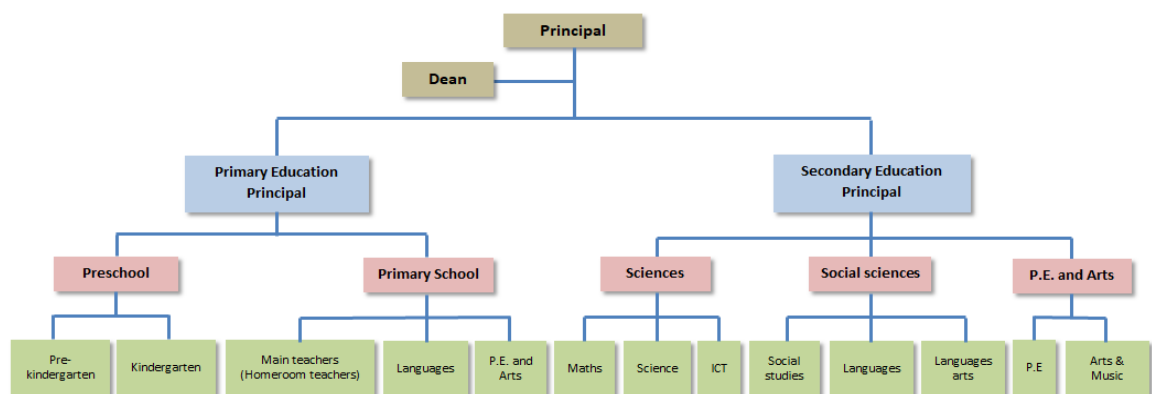 Principal
Dean
Primary Education
Principal
Secondary Education
Principal
Preschool
Primary School
Sciences
Social sciences
P.E. and Arts
Pre-
kindergarten
Kindergarten
Main teachers
(Homeroom teachers)
Languages
P.E. and
Arts
Maths
Science
ICT
Social
studies
Languages
Languages
arts
P.E
Arts &
Music